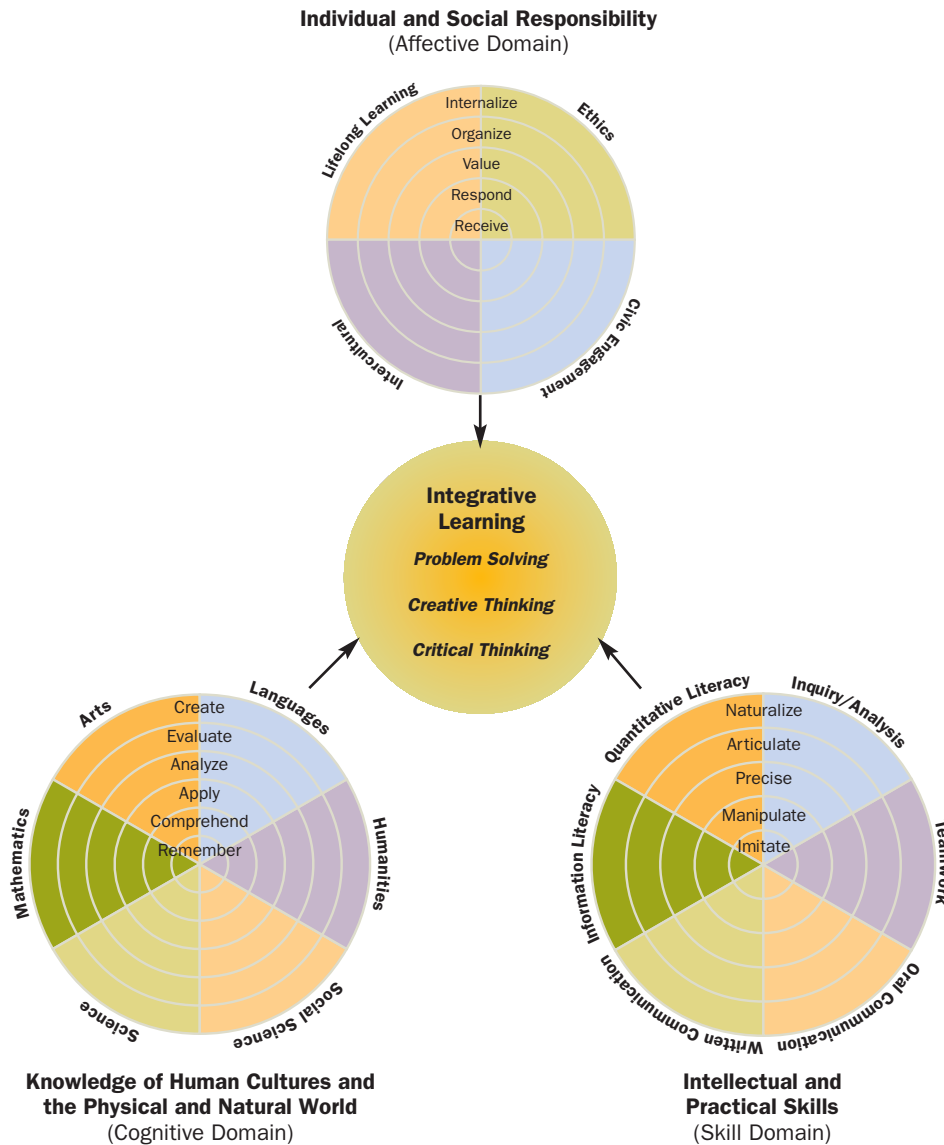 Individual and Social Responsibility
(Affective Domain)
Lifelong Learning
Ethics
Internalize
Organize
Value
Respond
Receive
Intercultural
Civic Engagement
Integrative
Learning
Problem Solving
Creative Thinking
Critical Thinking
Arts
Languages
Create
Evaluate
Analyze
Apply
Comprehend
Remember
Mathematics
Humanities
Science
Social Science
Knowledge of Human Cultures and
the Physical and Natural World
(Cognitive Domain)
Quantitative Literacy
Inquiry/Analysis
Naturalize
Articulate
Precise
Manipulate
Imitate
Information Literacy
Teamwork
Written Communication
Oral Communication
Intellectual and
Practical Skills
(Skill Domain)